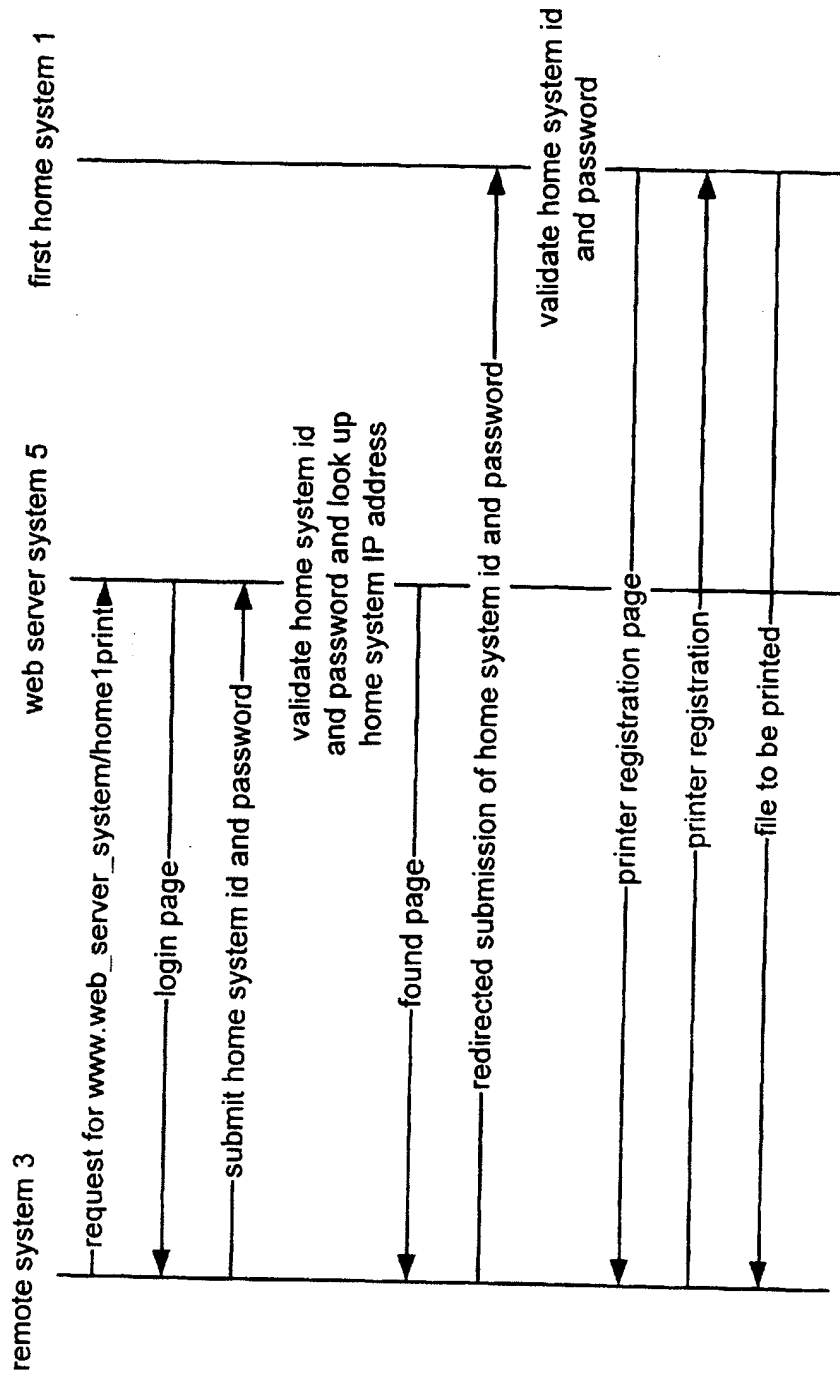 remote system 3
web server system 5
first home system 1
request for www.web_server_system/home1print
login page
submit home system id and password
validate home system id
and password and look up
home system IP address
found page
redirected submission of home system id and password
validate home system id
and password
printer registration page
printer registration
file to be printed